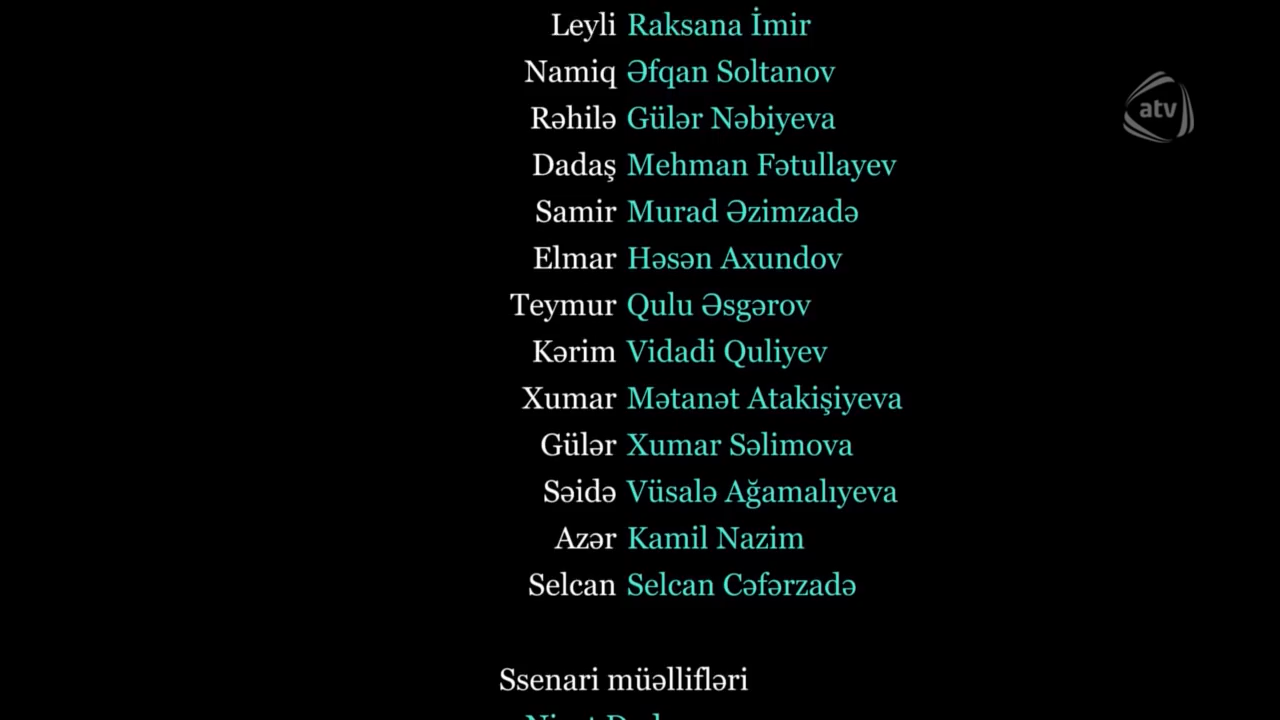 Leyli Raksana İmir
Namiq Əfqan Soltanov
atv
Rəhilə Gülər Nəbiyeva
Dadaş Mehman Fətullayev
Samir Murad Əzimzadə
Elmar Həsən Axundov
Teymur Qulu Əsgərov
Kərim Vidadi Quliyev
Xumar Mətanət Atakişiyeva
Gülər Xumar Səlimova
Səidə Vüsalə Ağamalıyeva
Azər Kamil Nazim
Selcan Selcan Cəfərzadə
Ssenari müəllifləri